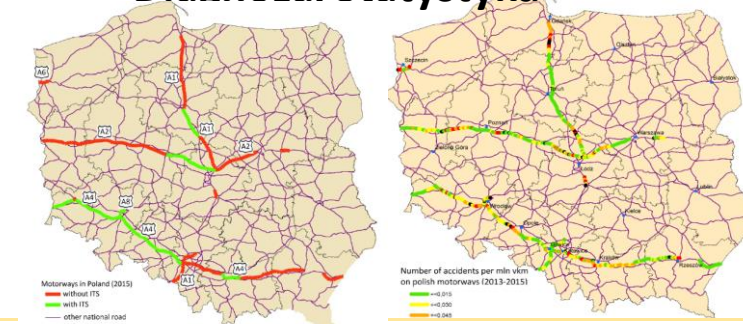 A6
A1
A2
A1
A2
A4
A8
A4
A1
A4
Motorways in Poland (2015)
without ITS
with ITS
other national road
Gdańsk
Olsztyn
Szczecin
Białystok
Toruń
Poznań
Warszawa
Zielona Góra
Łódź
Lublin
Wrocław
Kielce
Opole
Kraków
Rzeszów
Number of accidents per mln vkm
on polish motorways (2013-2015)
=<0,015
=<0,030
=<0,045